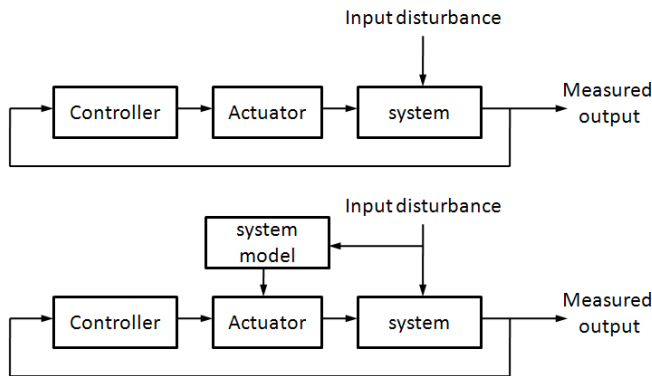 Input disturbance
Controller
Actuator
system
Measured
output
Input disturbance
system
model
Controller
Actuator
system
Measured
output